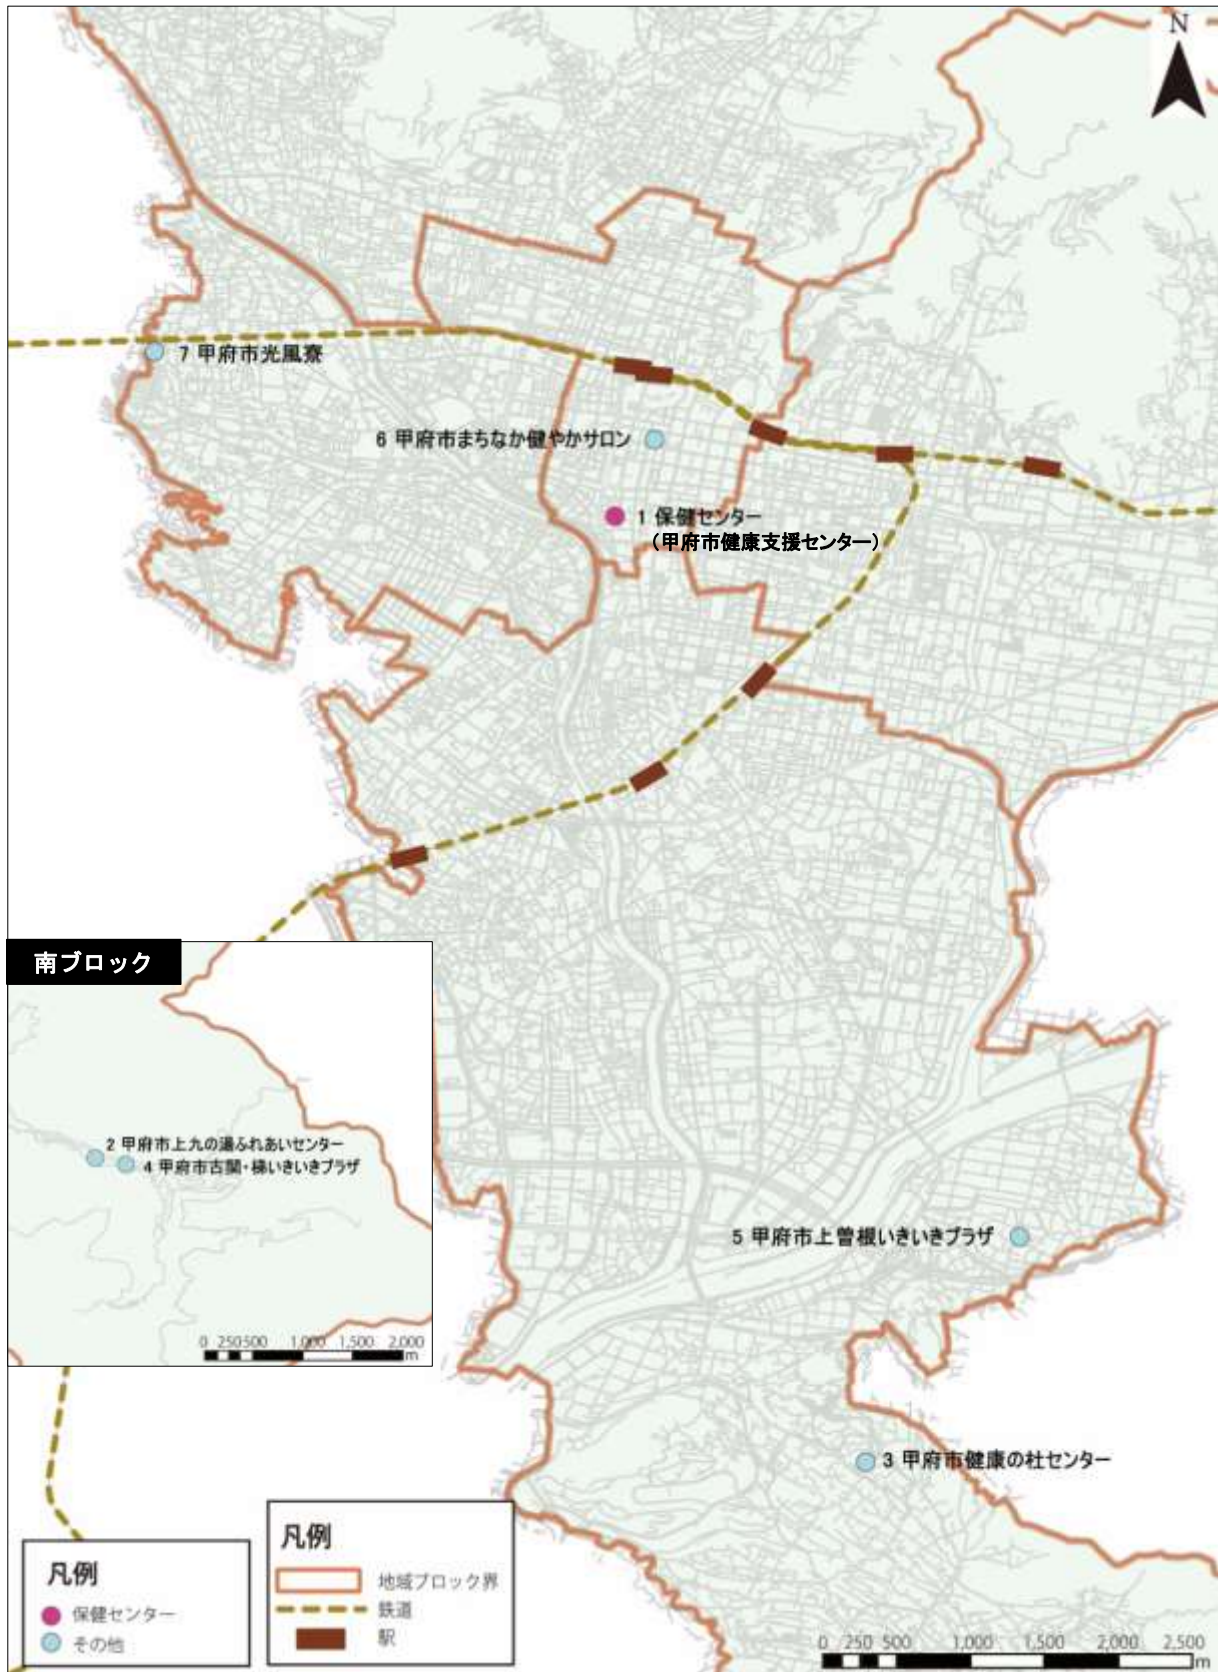 N
7 甲府市光風寮
6 甲府市まちなか健やかサロン
1 保健センター
（甲府市健康支援センター）
南ブロック
2 甲府市上九の湯ふれあいセンター
4 甲府市古関・梯いきいきプラザ
0 250 500 1,000 1,500 2,000
m
5 甲府市上曽根いきいきプラザ
3 甲府市健康の杜センター
凡例
保健センター
その他
凡例
地域ブロック界
鉄道
駅
0 250 500 1,000 1,500 2,000 2,500
m